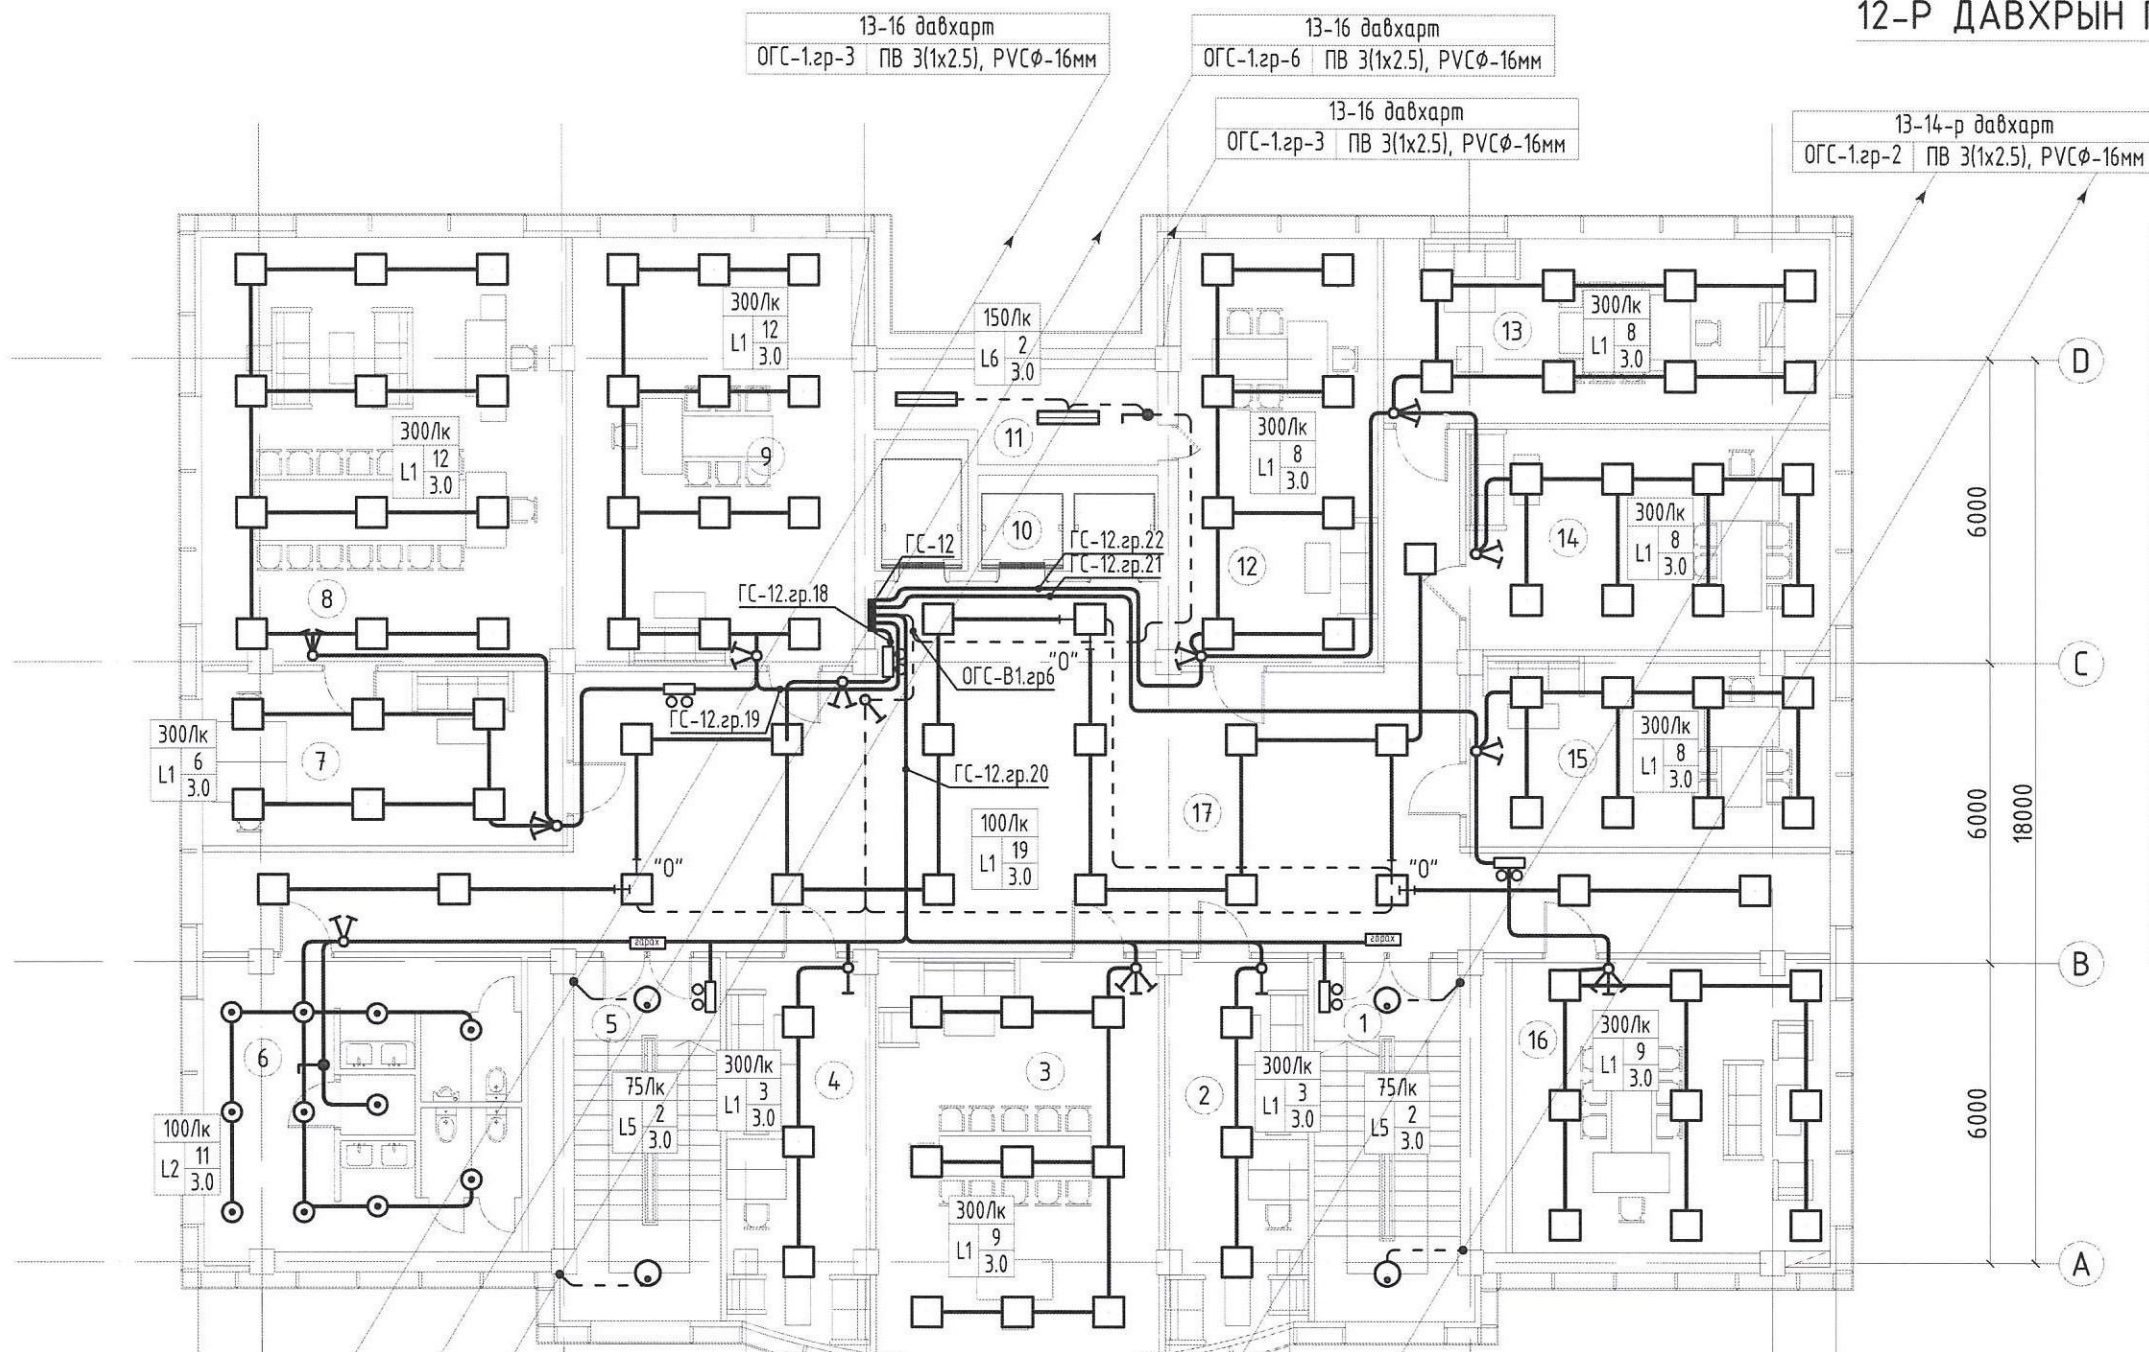 12-Р ДАВХРЫН
13-16 давхарт
ОГС-1.гр-3 ПВ 3(1x2.5), PVCФ-16мм
13-16 давхарт
ОГС-1.гр-6 ПВ 3(1x2.5), PVCФ-16мм
13-16 давхарт
ОГС-1.гр-3 ПВ 3(1x2.5), PVCФ-16мм
13-14-р давхарт
ОГС-1.гр-2 ПВ 3(1x2.5), PVCФ-16мм
300Лк
L1 12
3.0
8
300Лк
L1 12
3.0
9
150Лк
L6 2
3.0
11
10
300Лк
L1 8
3.0
12
13
300Лк
L1 8
3.0
14
300Лк
L1 8
3.0
15
300Лк
L1 8
3.0
ГС-12
ГС-12.гр.22
ГС-12.гр.21
ГС-12.гр.18
"0"
ОГС-В1.гр6
ГС-12.гр.19
ГС-12.гр.20
300Лк
L1 6
3.0
7
"0"
100Лк
L1 19
3.0
17
"0"
гарах
гарах
6
100Лк
L2 11
3.0
5
75Лк
L5 2
3.0
300Лк
L1 3
3.0
4
3
300Лк
L1 9
3.0
2
300Лк
L1 3
3.0
1
75Лк
L5 2
3.0
16
300Лк
L1 9
3.0
D
6000
C
6000
18000
B
6000
A